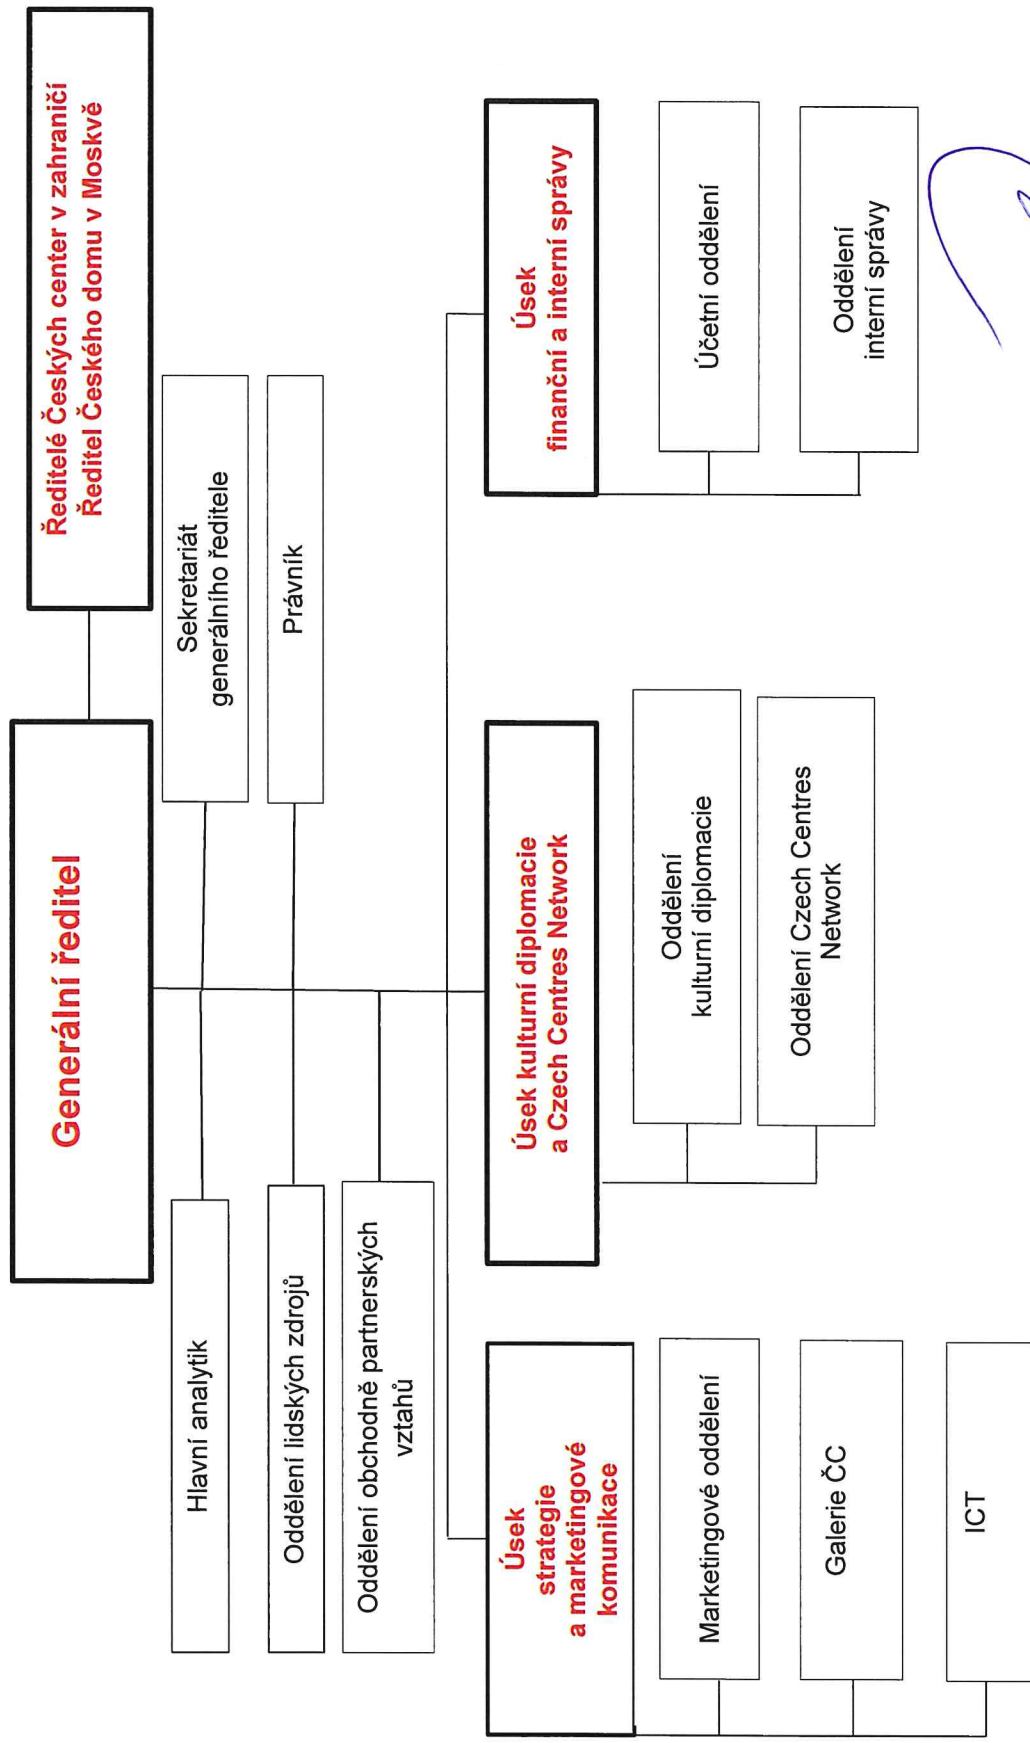 Generální ředitel
Ředitelé Českých center v zahraničí
Ředitel Českého domu v Moskvě
Hlavní analytik
Sekretariát
generálního ředitele
Oddělení lidských zdrojů
Právník
Oddělení obchodně partnerských
vztahů
Úsek
strategie
a marketingové
komunikace
Marketingové oddělení
Galerie ČC
ICT
Úsek kulturní diplomacie
a Czech Centres Network
Oddělení
kulturní diplomacie
Oddělení Czech Centres
Network
Úsek
finanční a interní správy
Účetní oddělení
Oddělení
interní správy